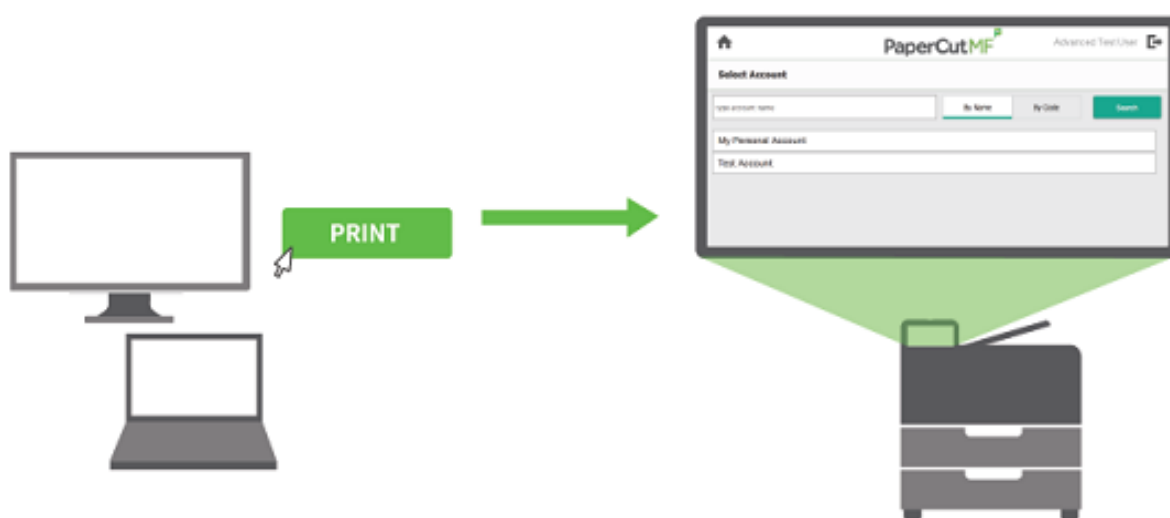 PRINT
PaperCutMF
Advanced Test User
Select Account
type account name
By Name
By Code
Search
My Personal Account
Test Account